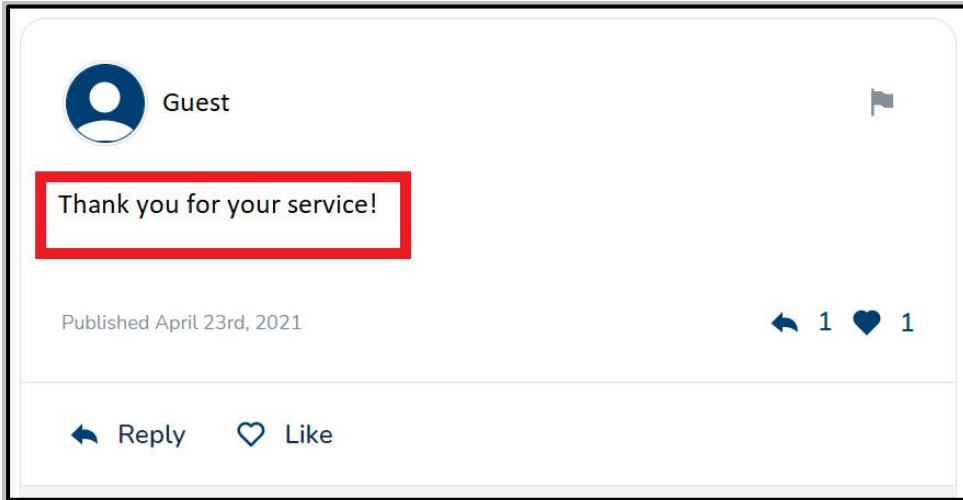 Guest
Thank you for your service!
Published April 23rd, 2021
1 1
Reply Like